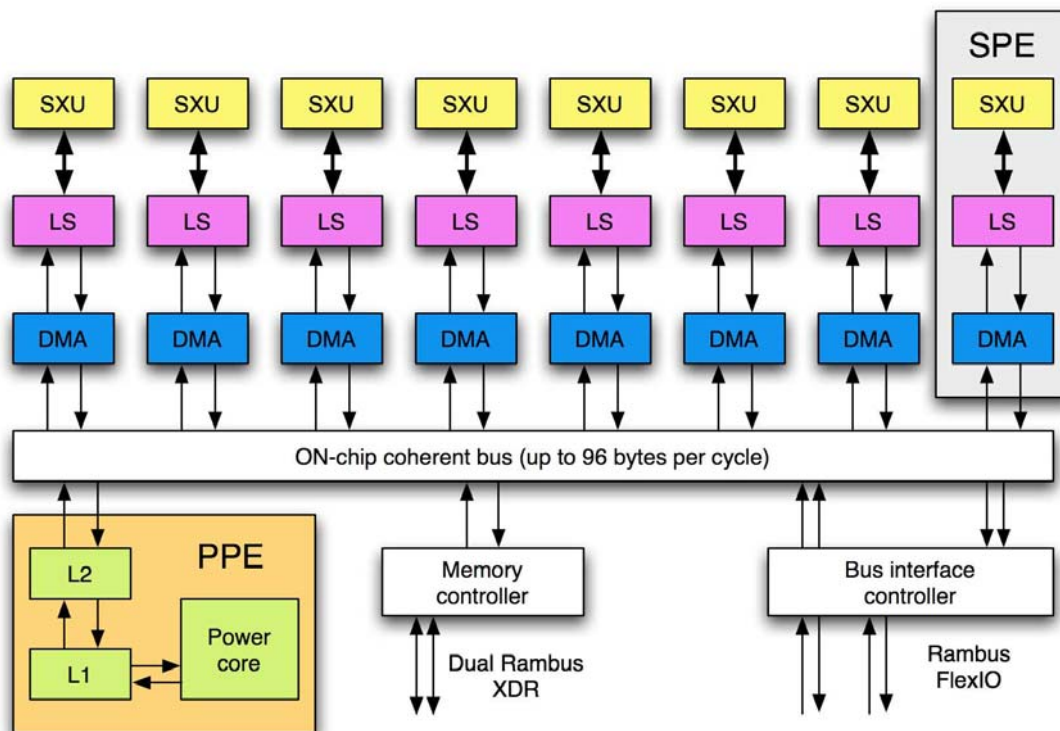 SPE
SXU
SXU
SXU
SXU
SXU
SXU
SXU
SXU
LS
LS
LS
LS
LS
LS
LS
LS
DMA
DMA
DMA
DMA
DMA
DMA
DMA
DMA
ON-chip coherent bus (up to 96 bytes per cycle)
PPE
L2
L1
Power
core
Memory
controller
Dual Rambus
XDR
Bus interface
controller
Rambus
FlexIO